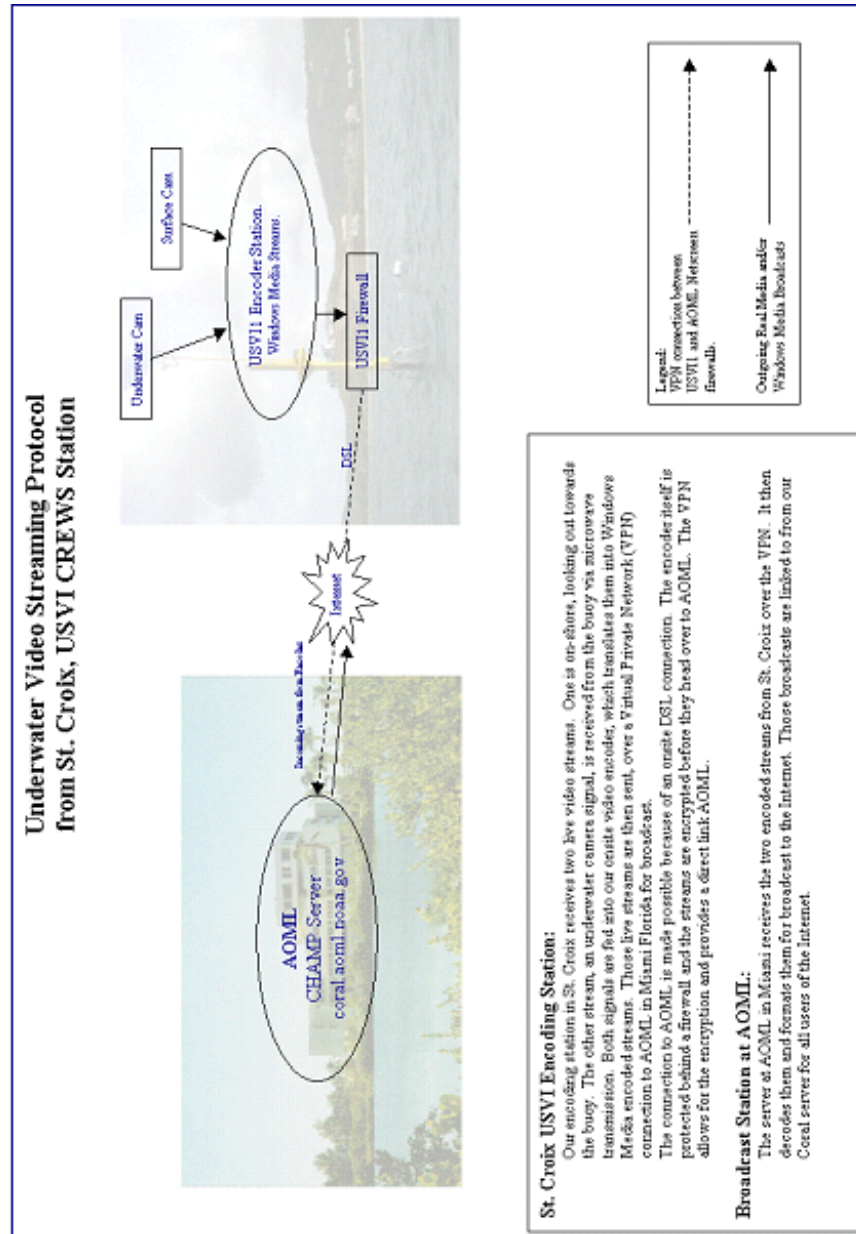 Underwater Video Streaming Protocol
from St. Croix, USVI CREWS Station
Underwater Cam
Surface Cam
USVI1 Encoder Station.
Windows Media Streams.
USVI1 Firewall
DSL
Internet
Incoming stream from Encoder
AOML
CHAMP Server
coral.aoml.noaa.gov
St. Croix USVI Encoding Station:
Our encoding station in St. Croix receives two live video streams. One is on-shore, looking out towards
the buoy. The other stream, an underwater camera signal, is received from the buoy via microwave
transmission. Both signals are fed into our onsite video encoder, which translates them into Windows
Media encoded streams. Those live streams are then sent, over a Virtual Private Network (VPN)
connection to AOML in Miami Florida for broadcast.
The connection to AOML is made possible because of an onsite DSL connection. The encoder itself is
protected behind a firewall and the streams are encrypted before they head over to AOML. The VPN
allows for the encryption and provides a direct link AOML.
Broadcast Station at AOML:
The server at AOML in Miami receives the two encoded streams from St. Croix over the VPN. It then
decodes them and formats them for broadcast to the Internet. Those broadcasts are linked to from our
Coral server for all users of the Internet.
Legend:
VPN connection between
USVI1 and AOML Netscreen
firewalls.
Outgoing Real Media and/or
Windows Media Broadcasts